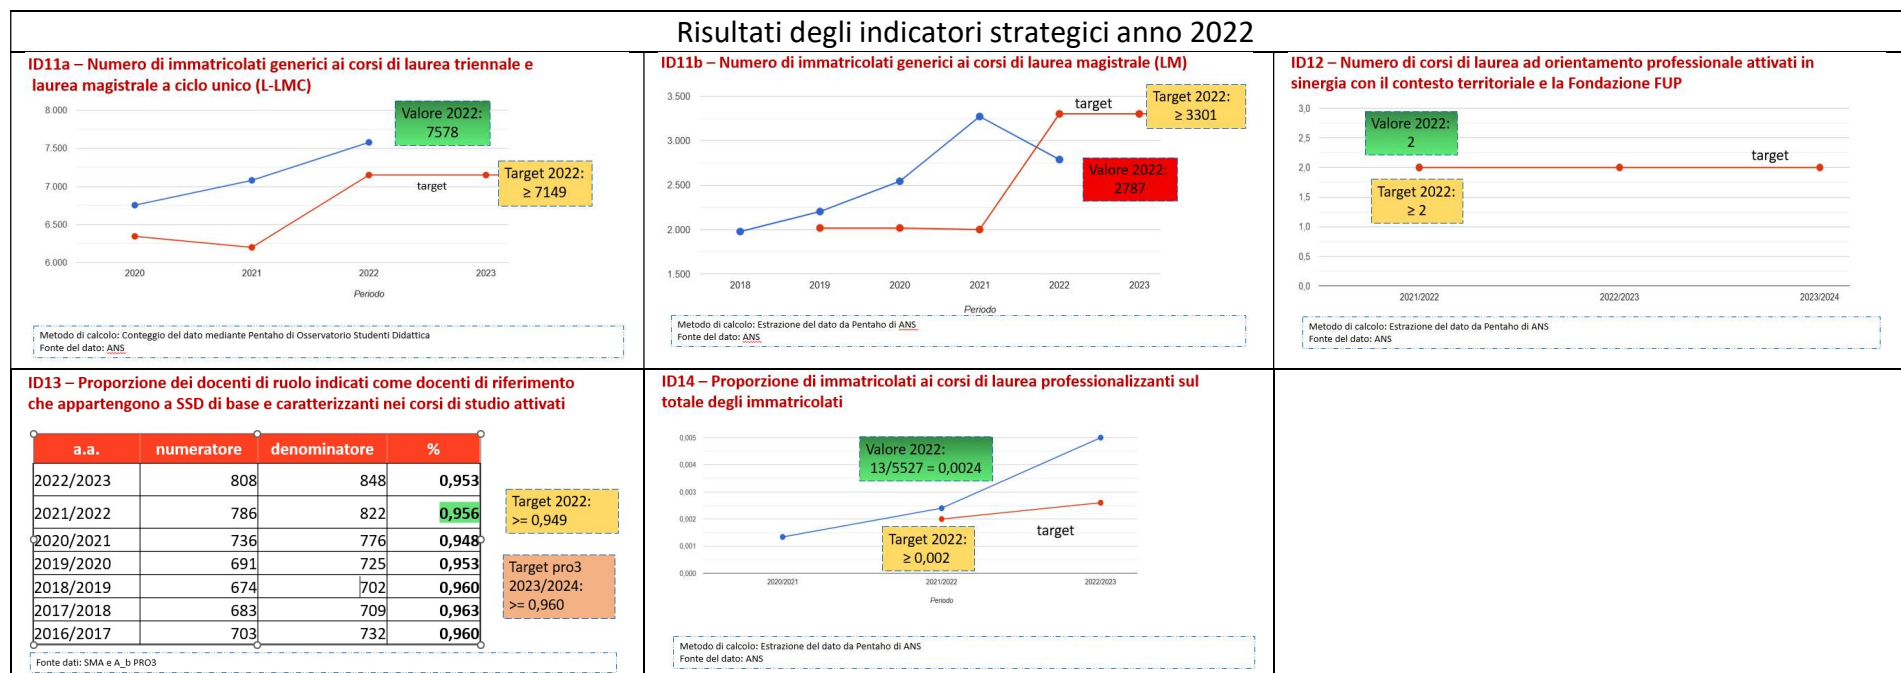 Risultati degli indicatori strategici anno 2022
ID11a – Numero di immatricolati generici ai corsi di laurea triennale e
laurea magistrale a ciclo unico (L-LMC)
8.000
7.500
7.000
6.500
6.000
Valore 2022:
7578
Target 2022:
≥ 7149
target
2020 2021 2022 2023
Periodo
Metodo di calcolo: Conteggio del dato mediante Pentaho di Osservatorio Studenti Didattica
Fonte del dato: ANS
ID11b – Numero di immatricolati generici ai corsi di laurea magistrale (LM)
3.500
3.000
2.500
2.000
1.500
target
Target 2022:
≥ 3301
Valore 2022:
2787
2018 2019 2020 2021 2022 2023
Periodo
Metodo di calcolo: Estrazione del dato da Pentaho di ANS
Fonte del dato: ANS
ID12 – Numero di corsi di laurea ad orientamento professionale attivati in
sinergia con il contesto territoriale e la Fondazione FUP
3,0
2,5
2,0
1,5
1,0
0,5
0,0
Valore 2022:
2
target
Target 2022:
≥ 2
2021/2022 2022/2023 2023/2024
Metodo di calcolo: Estrazione del dato da Pentaho di ANS
Fonte del dato: ANS
ID13 – Proporzione dei docenti di ruolo indicati come docenti di riferimento
che appartengono a SSD di base e caratterizzanti nei corsi di studio attivati
a.a. numeratore denominatore %
2022/2023 808 848 0,953
2021/2022 786 822 0,956
2020/2021 736 776 0,948
2019/2020 691 725 0,953
2018/2019 674 702 0,960
2017/2018 683 709 0,963
2016/2017 703 732 0,960
Target 2022:
>= 0,949
Target pro3
2023/2024:
>= 0,960
Fonte dati: SMA e A_b PRO3
ID14 – Proporzione di immatricolati ai corsi di laurea professionalizzanti sul
totale degli immatricolati
0,005
0,004
0,003
0,002
0,001
0,000
Valore 2022:
13/5527 = 0,0024
Target 2022:
≥ 0,002
target
2020/2021 2021/2022 2022/2023
Periodo
Metodo di calcolo: Estrazione del dato da Pentaho di ANS
Fonte del dato: ANS